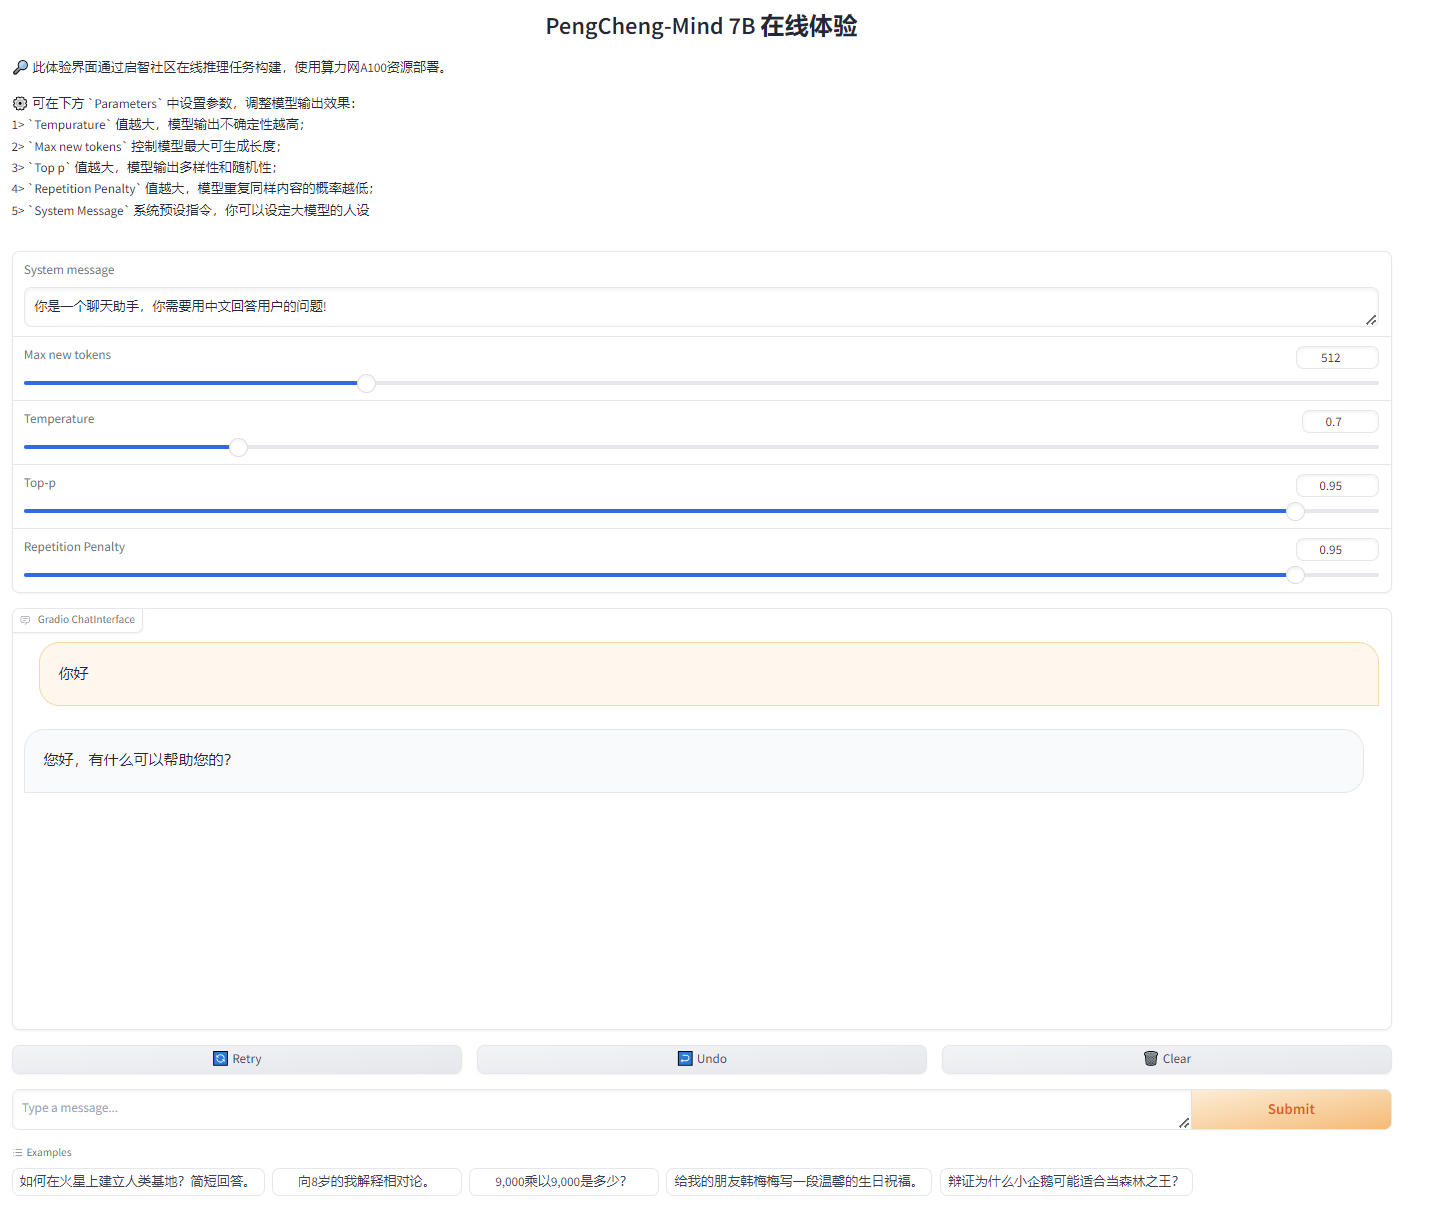 PengCheng-Mind 7B 在线体验
🔎 此体验界面通过启智社区在线推理任务构建，使用算力网A100资源部署。
⚙️ 可在下方 `Parameters` 中设置参数，调整模型输出效果：
1> `Tempurature` 值越大，模型输出不确定性越高；
2> `Max new tokens` 控制模型最大可生成长度；
3> `Top p` 值越大，模型输出多样性和随机性；
4> `Repetition Penalty` 值越大，模型重复同样内容的概率越低；
5> `System Message` 系统预设指令，你可以设定大模型的人设
System message
你是一个聊天助手，你需要用中文回答用户的问题!
Max new tokens 512
Temperature 0.7
Top-p 0.95
Repetition Penalty 0.95
Gradio ChatInterface
你好
您好，有什么可以帮助您的？
Retry Undo Clear
Type a message... Submit
Examples
如何在火星上建立人类基地？简短回答。 向8岁的我解释相对论。 9,000乘以9,000是多少？ 给我的朋友韩梅梅写一段温馨的生日祝福。 辩证为什么小企鹅可能适合当森林之王？